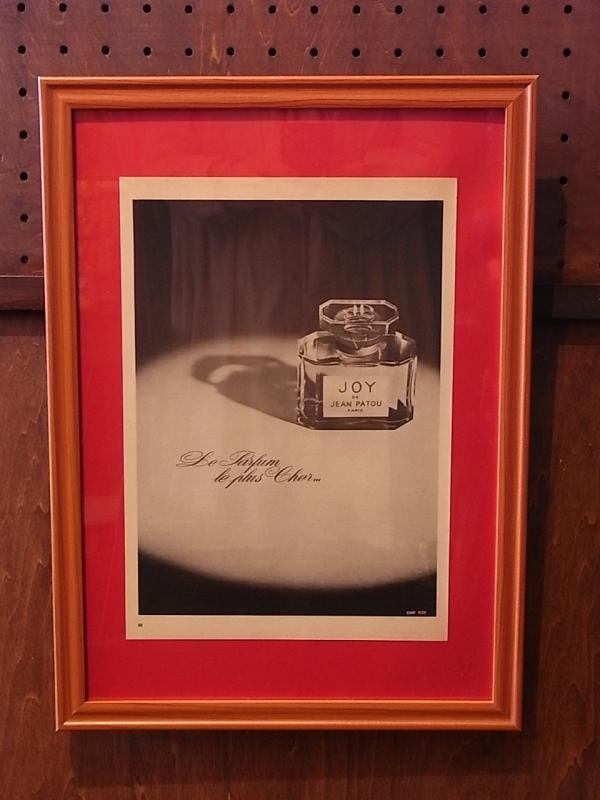 JOY
DE
JEAN PATOU
PARIS
Le Parfum
le plus Cher...